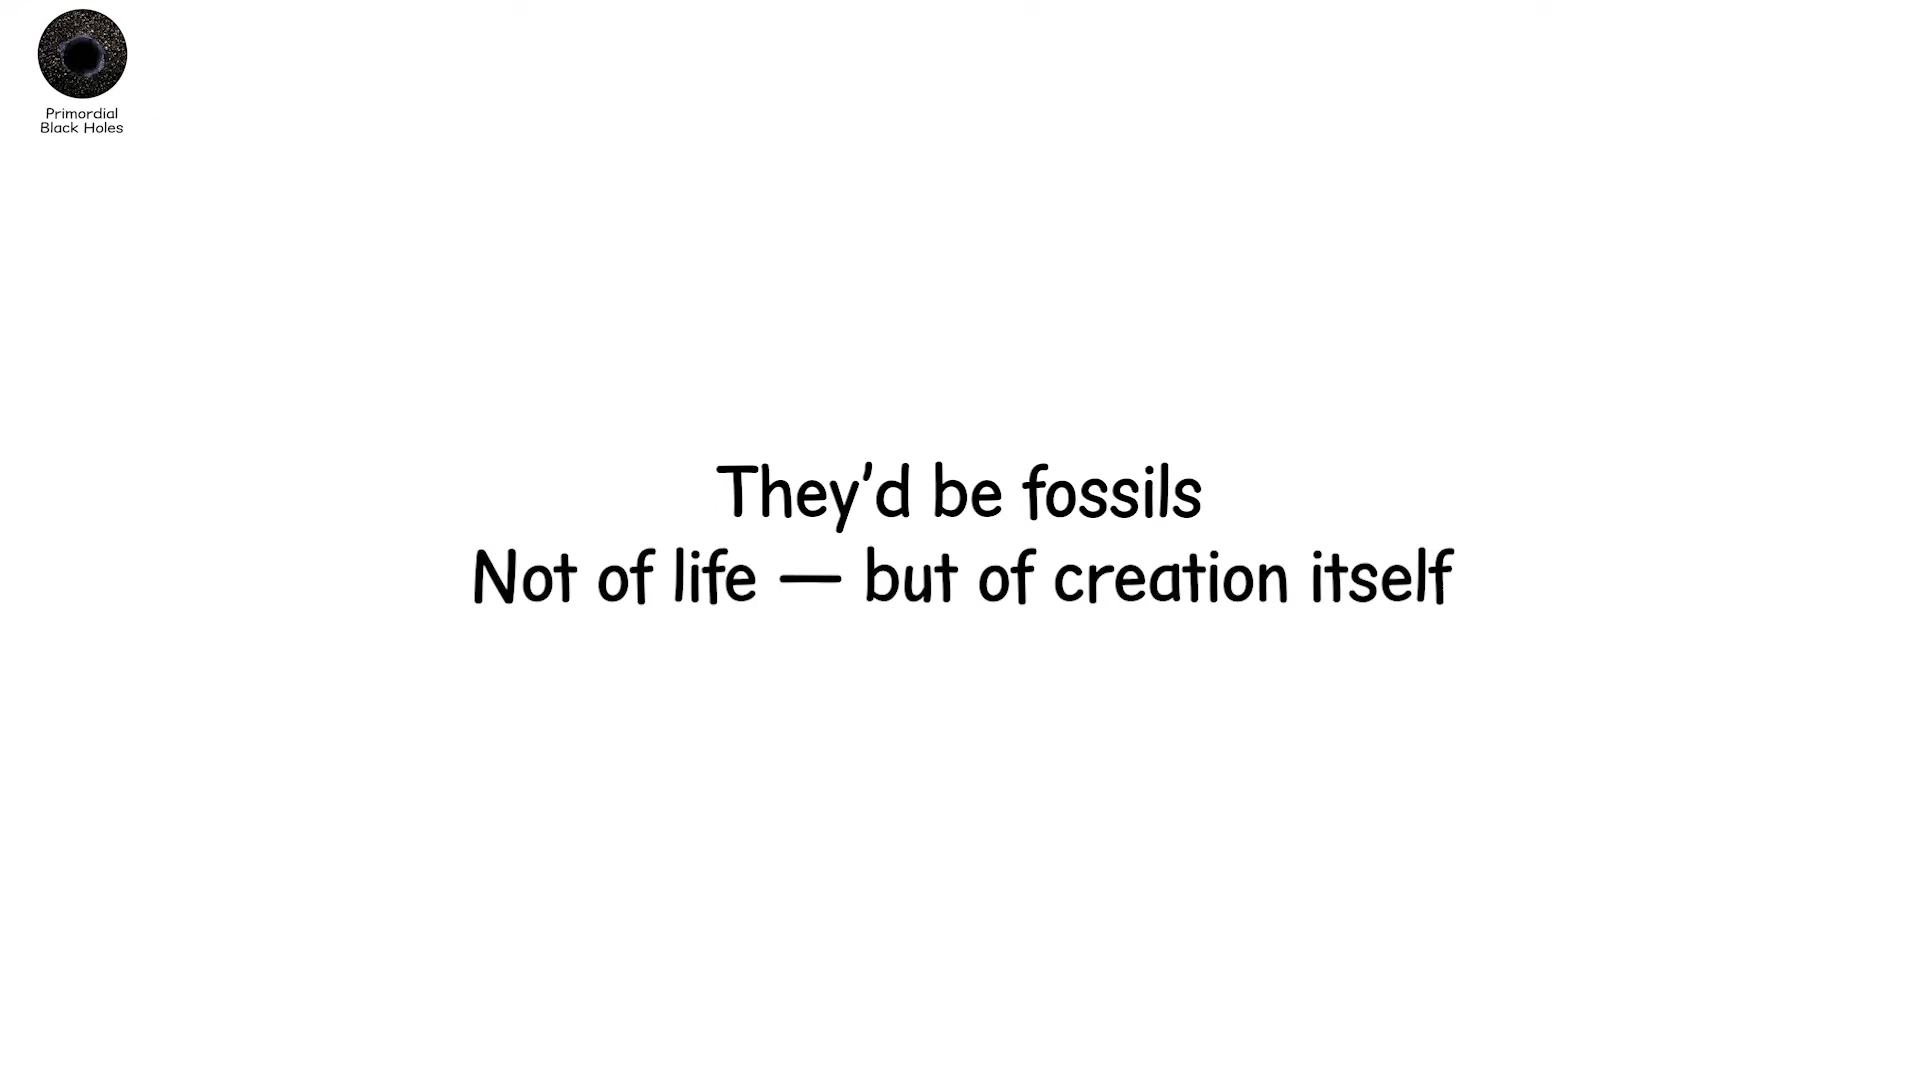 Primordial
Black Holes
They’d be fossils
Not of life — but of creation itself